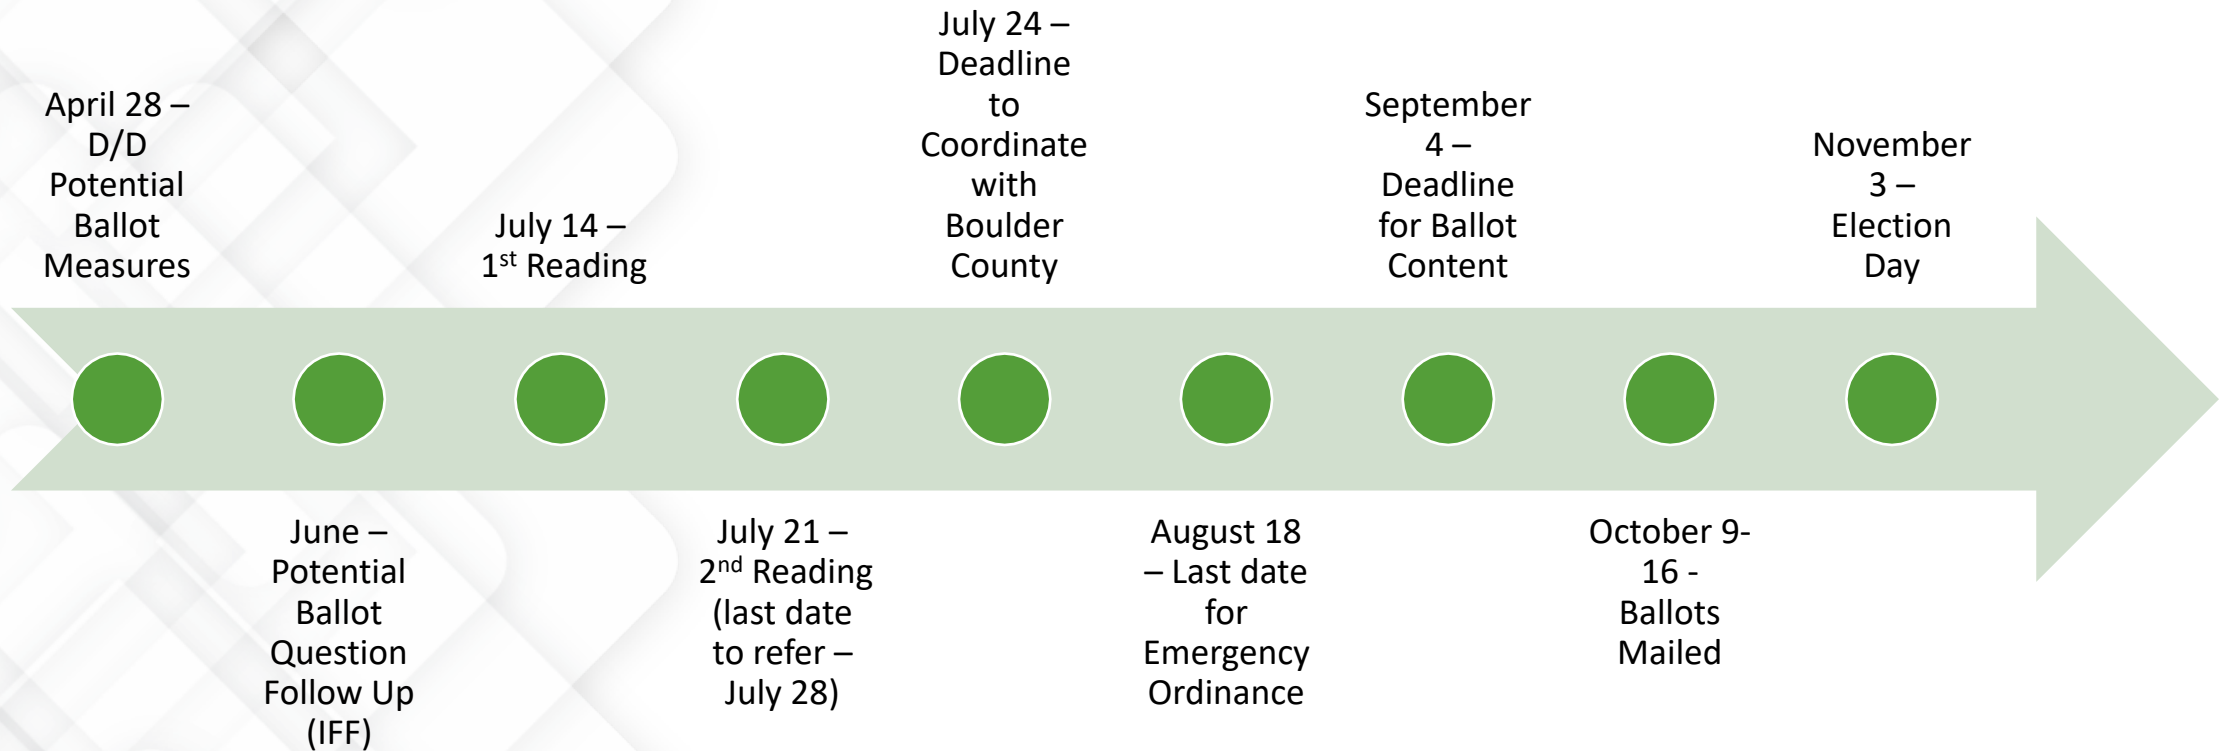 April 28 –
D/D
Potential
Ballot
Measures
June –
Potential
Ballot
Question
Follow Up
(IFF)
July 14 –
1st Reading
July 21 –
2nd Reading
(last date
to refer –
July 28)
July 24 –
Deadline
to
Coordinate
with
Boulder
County
August 18
– Last date
for
Emergency
Ordinance
September
4 –
Deadline
for Ballot
Content
October 9-
16 -
Ballots
Mailed
November
3 –
Election
Day